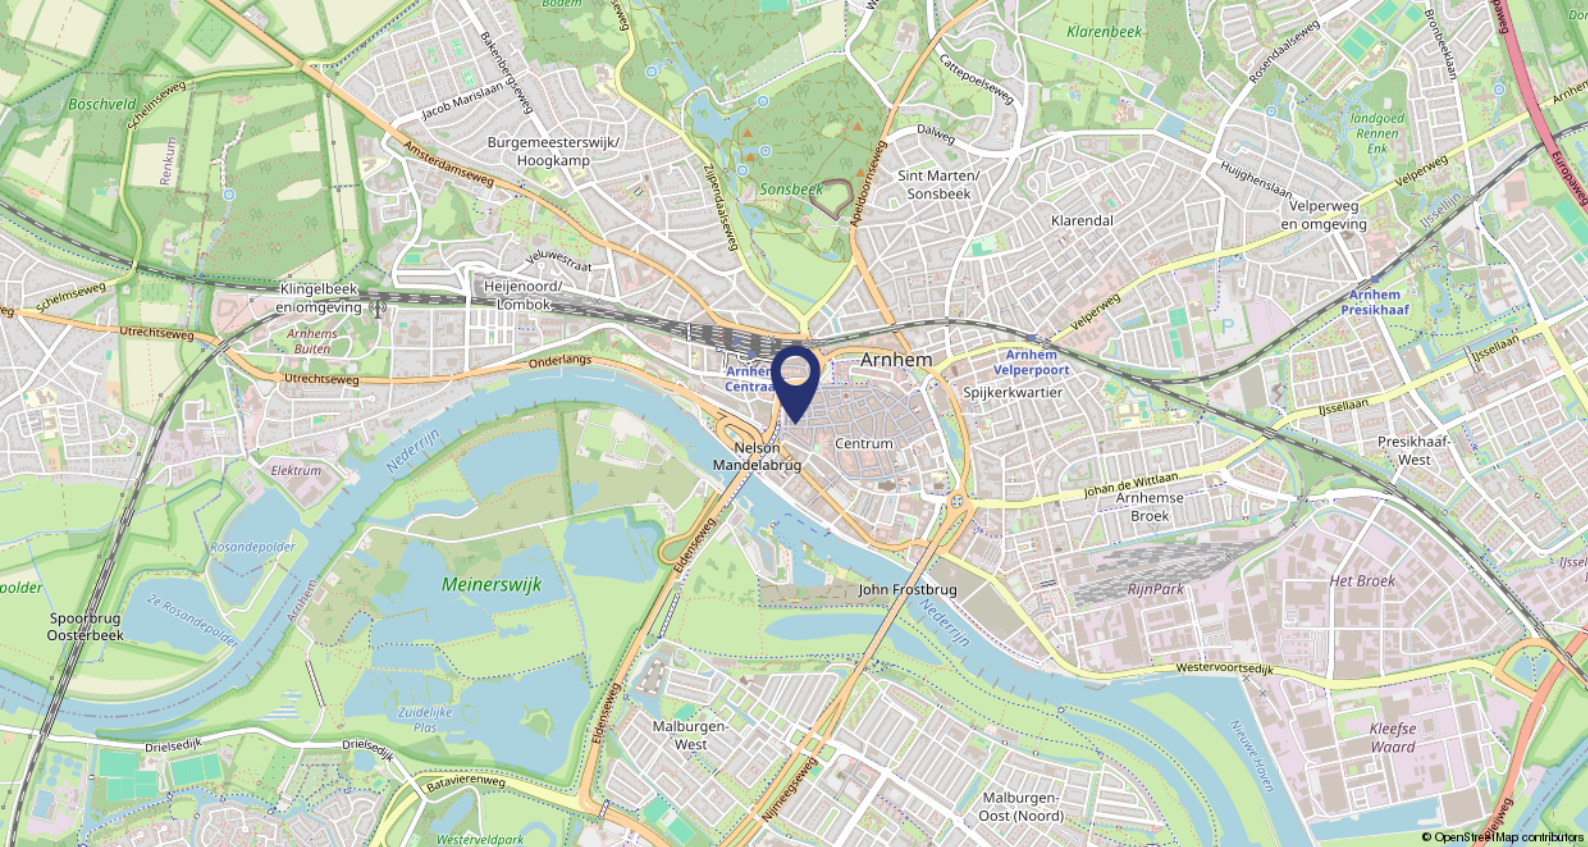 Bodem
Klarenbeek
Bakenbergseweg
Cattepoelseweg
Rosendaalseweg
Bronbeeklaan
Boschveld
Schelmseweg
Jacob Marislaan
Renkum
Amsterdamseweg
Burgemeesterswijk/
Hoogkamp
Zijpendaalseweg
Sonsbeek
Apeldoornseweg
Dalweg
Sint Marten/
Sonsbeek
Klarendal
Huijghenslaan
landgoed
Rennen
Enk
Velperweg
Europaweg
IJssellijn
Velperweg
en omgeving
Veluwestraat
Schelmseweg
Klingelbeek
en omgeving
Heijenoord/
Lombok
Arnhem
Presikhaaf
Velperweg
P
Utrechtseweg
Arnhems
Buiten
Utrechtseweg
Onderlangs
Arnhem
Centraa
Arnhem
Arnhem
Velperpoort
IJssellaan
Spijkerkwartier
IJssellaan
Centrum
Nelson
Mandelabrug
Nederrijn
Elektrum
Presikhaaf-
West
Johan de Wittlaan
Arnhemse
Broek
Rosandepolder
Eldenseweg
Meinerswijk
Arnhem
polder
2e Rosandepolder
Spoorbrug
Oosterbeek
John Frostbrug
Nederrijn
RijnPark
Het Broek
Westervoortsedijk
Eldenseweg
Zuidelijke
Plas
Malburgen-
West
Kleefse
Waard
Nieuwe Haven
Drielsedijk
Drielsedijk
Batavierenweg
Nijmeegseweg
Malburgen-
Oost (Noord)
Westerveldpark
© OpenStreetMap contributors